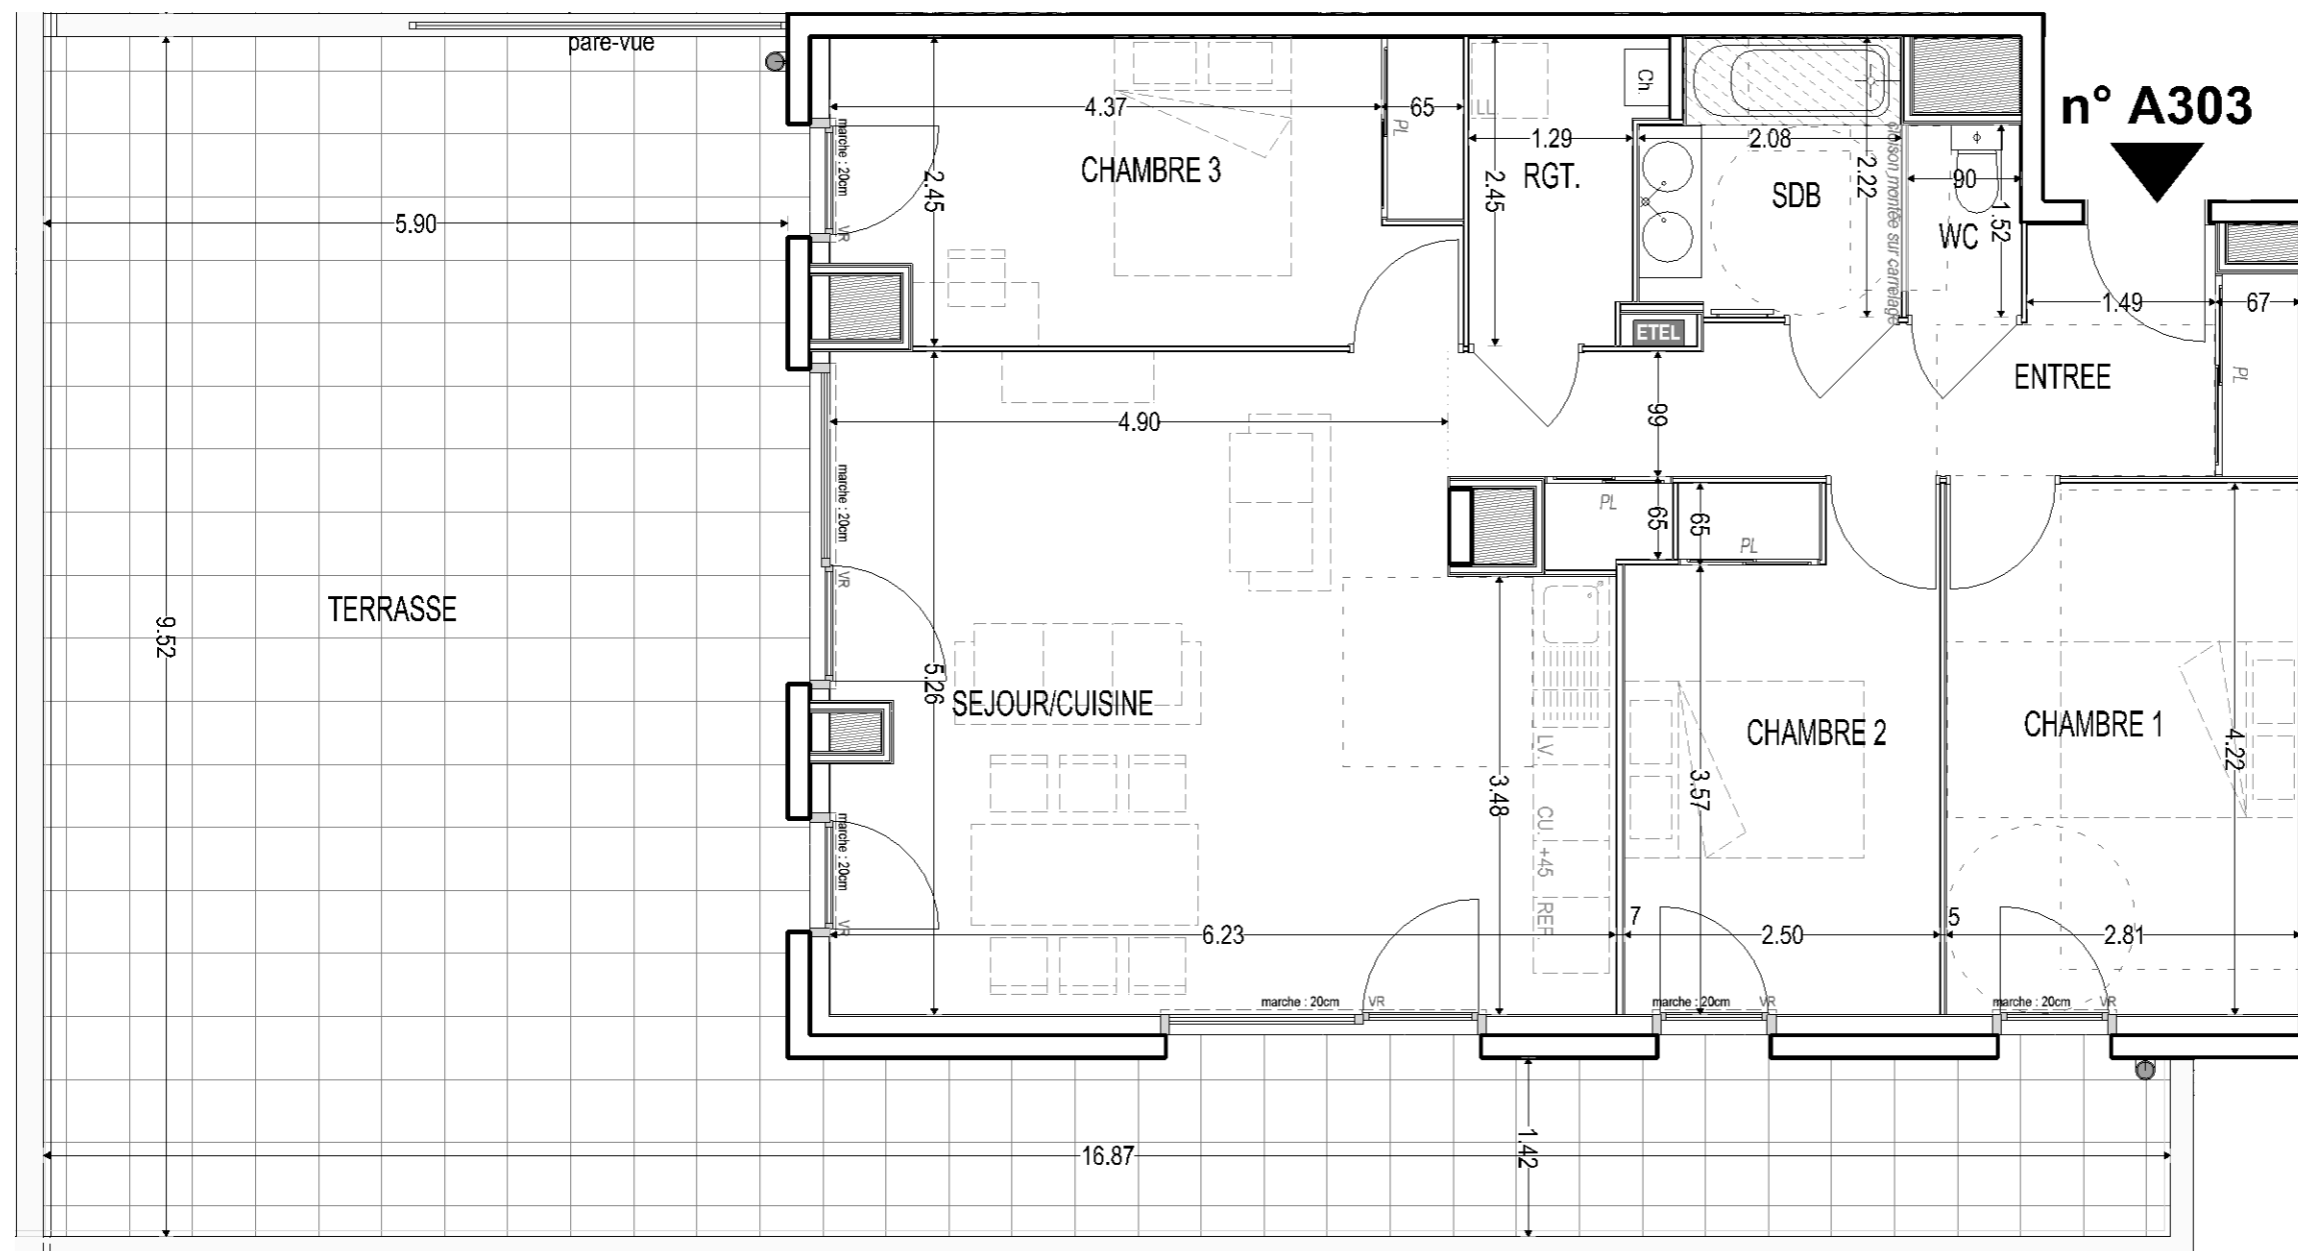 pare-vue
n° A303
4.37
65
PL
CHAMBRE 3
2.45
marche : 20cm
VR
1.29
RGT.
2.45
Ch.
2.08
SDB
2.22
cloison montée sur carrelage
90
WC
1.52
5.90
ETEL
1.49
67
ENTREE
PL
4.90
99
marche : 20cm
VR
PL
65
65
PL
TERRASSE
9.52
5.26
SEJOUR/CUISINE
LV.
CU.
+45
REF.
3.48
CHAMBRE 2
3.57
CHAMBRE 1
4.22
marche : 20cm
VR
6.23
7
2.50
5
2.81
marche : 20cm
VR
marche : 20cm
VR
marche : 20cm
VR
16.87
1.42